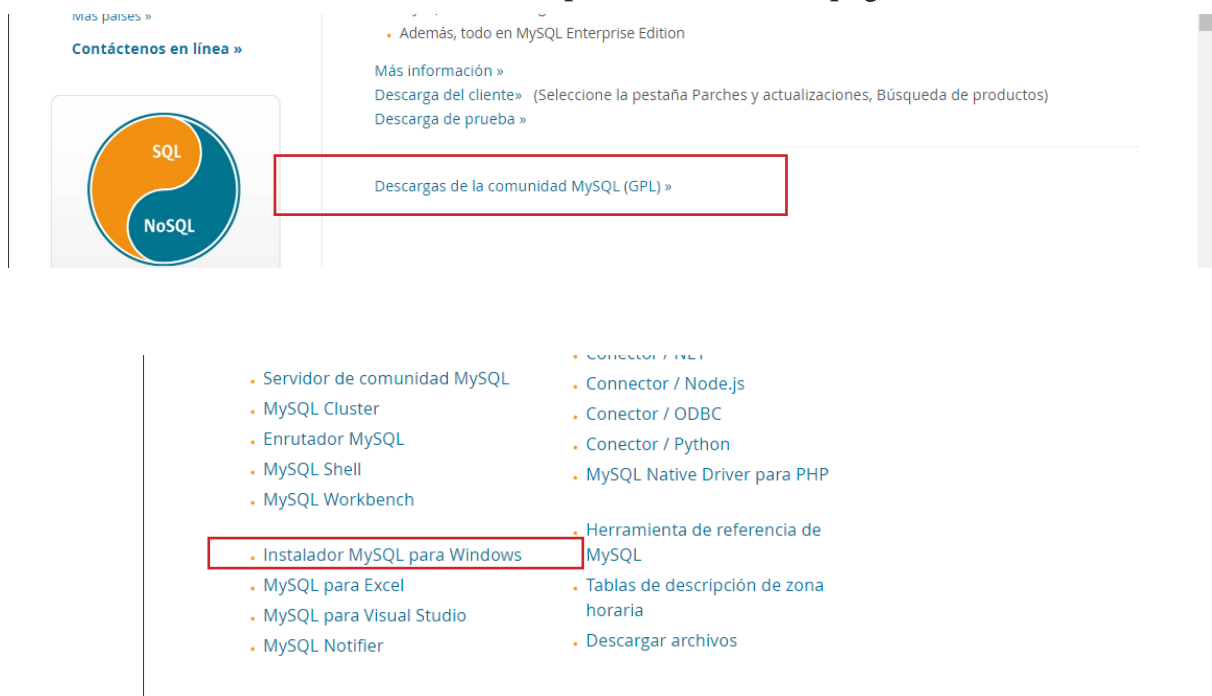 Más países »
Contáctenos en línea »
SQL
NoSQL
Además, todo en MySQL Enterprise Edition
Más información »
Descarga del cliente» (Seleccione la pestaña Parches y actualizaciones, Búsqueda de productos)
Descarga de prueba »
Descargas de la comunidad MySQL (GPL) »
Servidor de comunidad MySQL
MySQL Cluster
Enrutador MySQL
MySQL Shell
MySQL Workbench
Instalador MySQL para Windows
MySQL para Excel
MySQL para Visual Studio
MySQL Notifier
Conector / NET
Connector / Node.js
Conector / ODBC
Conector / Python
MySQL Native Driver para PHP
Herramienta de referencia de
MySQL
Tablas de descripción de zona
horaria
Descargar archivos